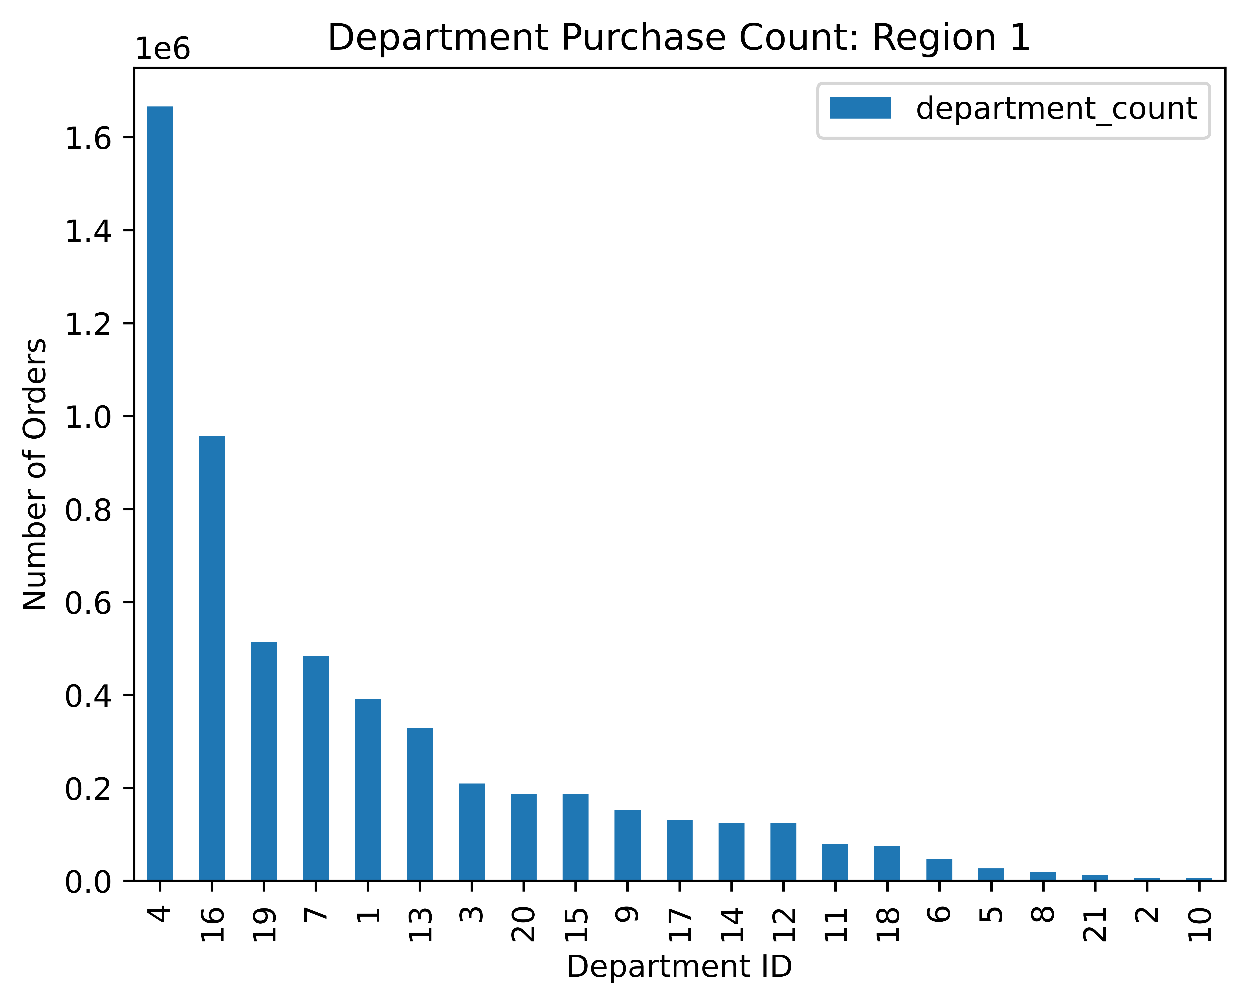 Department Purchase Count: Region 1
1e6
department_count
1.6
1.4
1.2
1.0
0.8
0.6
0.4
0.2
0.0
Number of Orders
4 16 19 7 1 13 3 20 15 9 17 14 12 11 18 6 5 8 21 2 10
Department ID